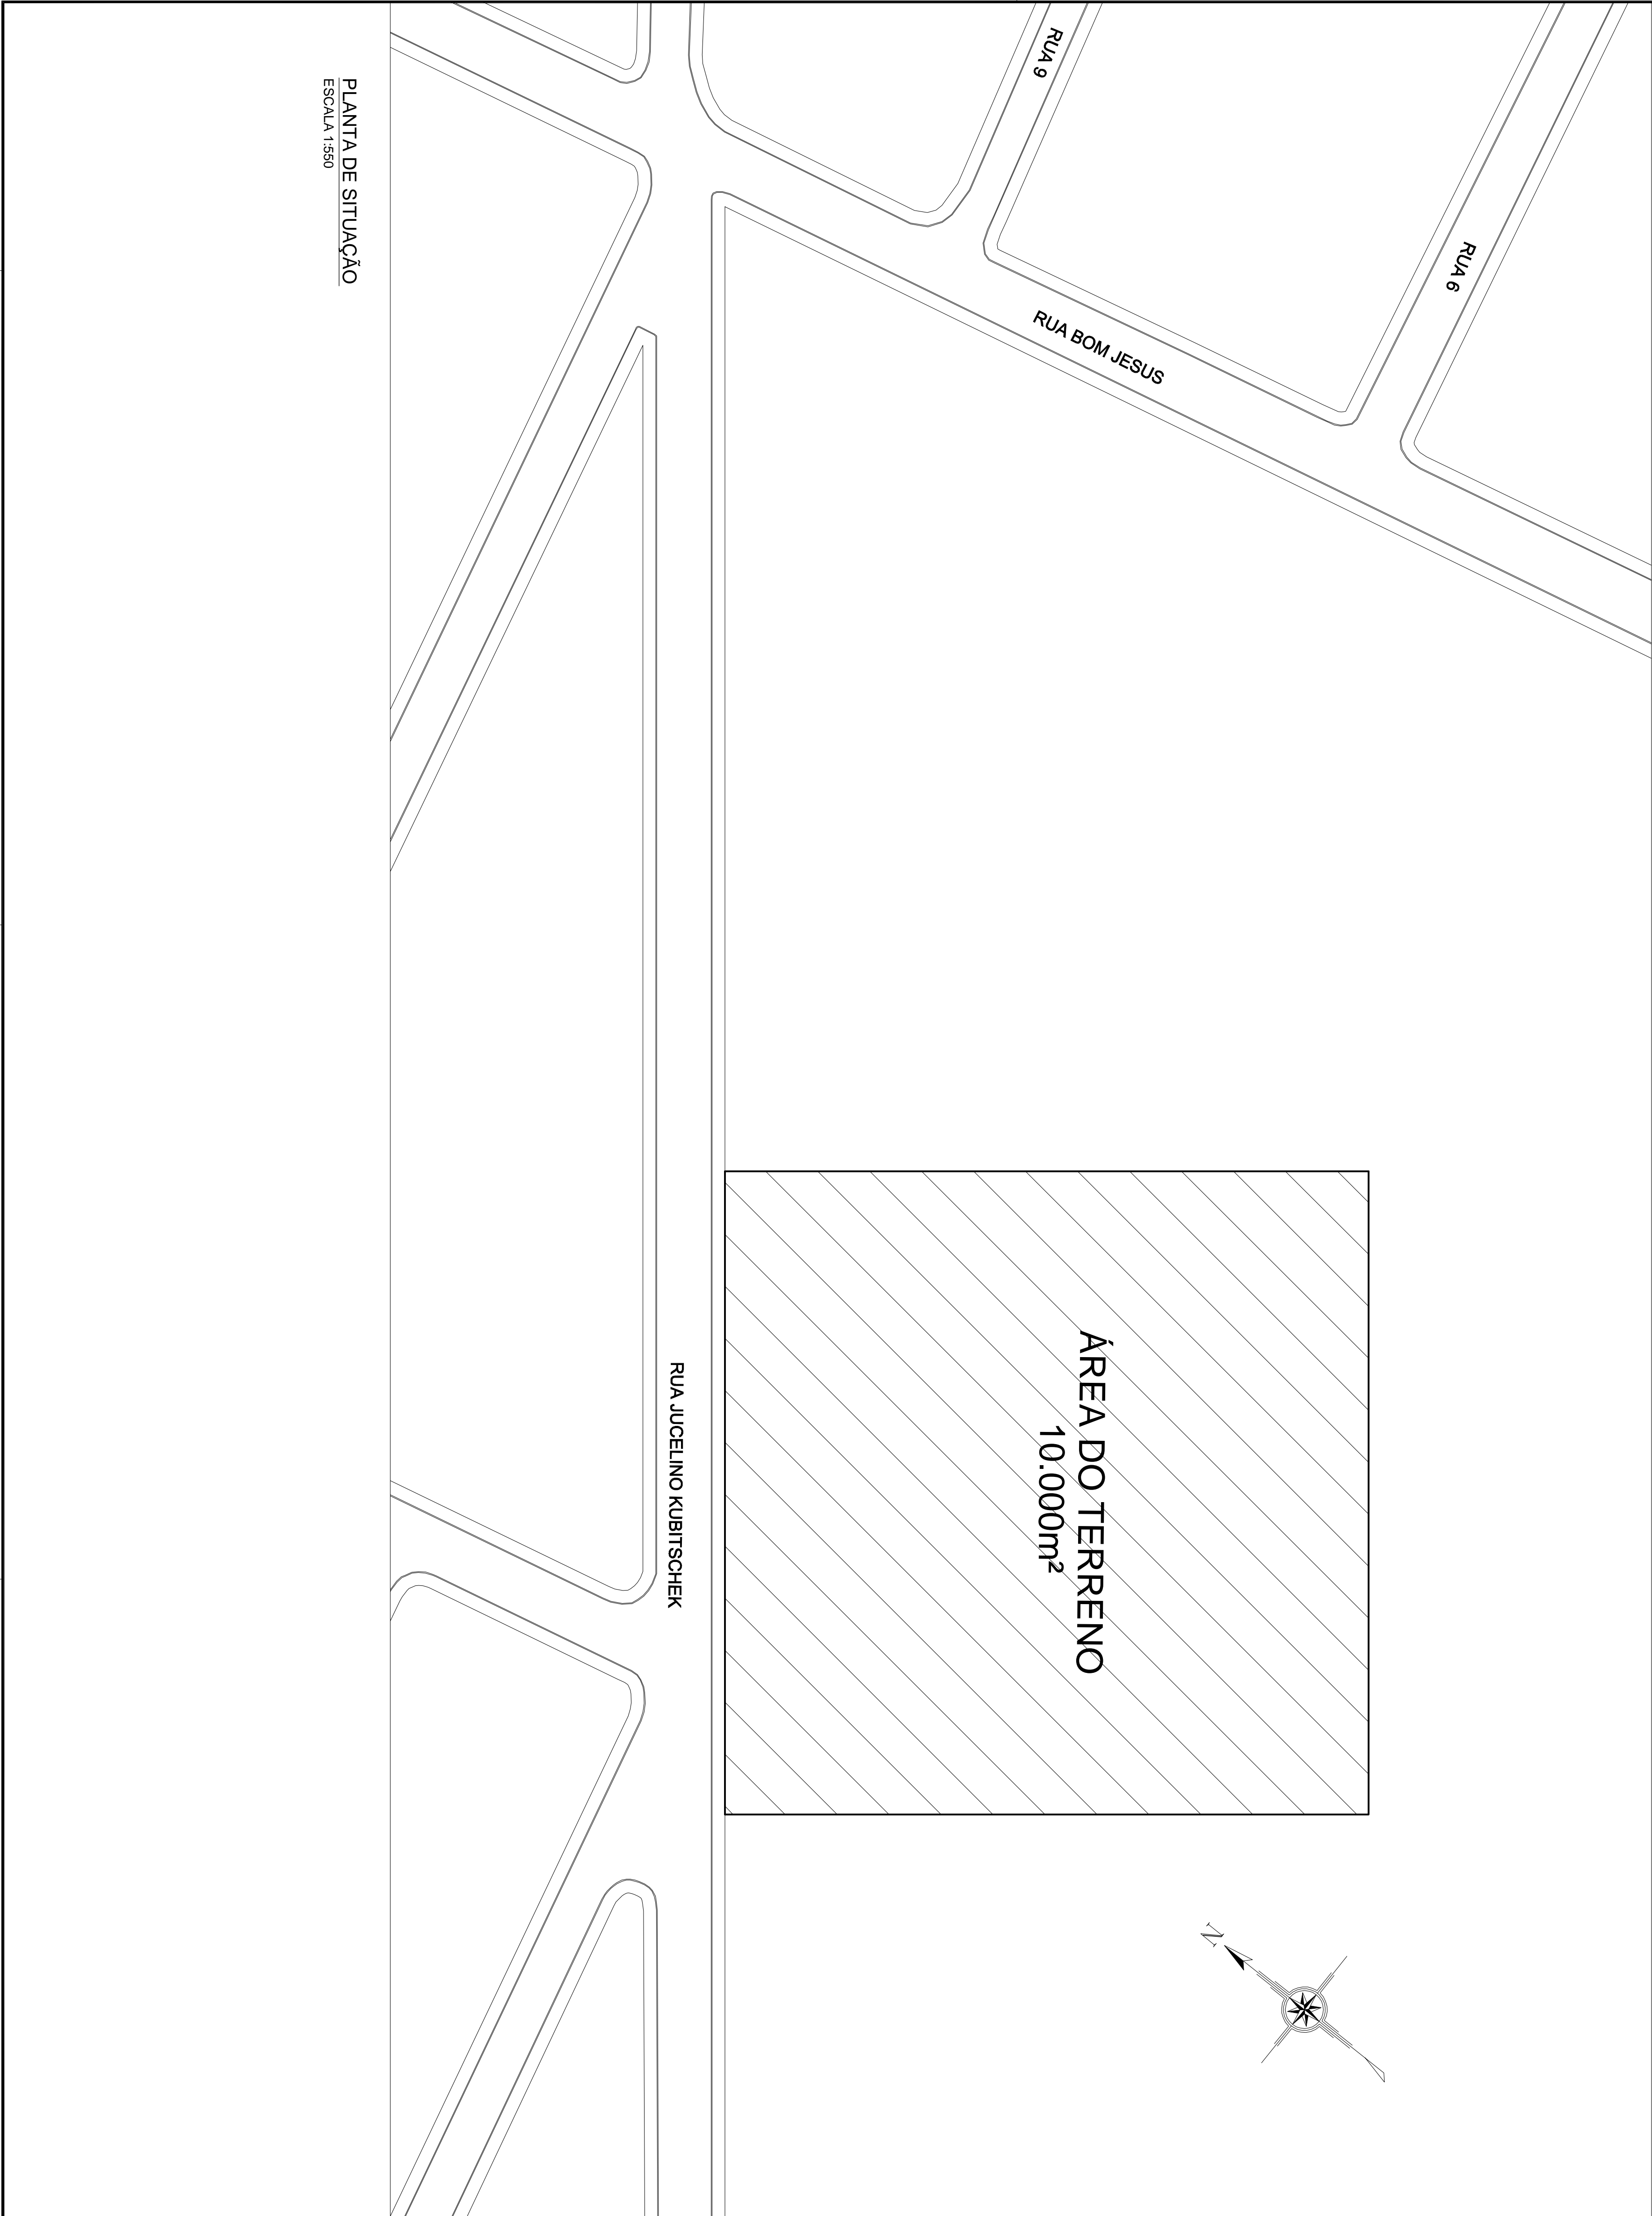 RUA 6
RUA 9
RUA BOM JESUS
ÁREA DO TERRENO
10.000m²
N
RUA JUCELINO KUBITSCHEK
PLANTA DE SITUAÇÃO
ESCALA 1:550